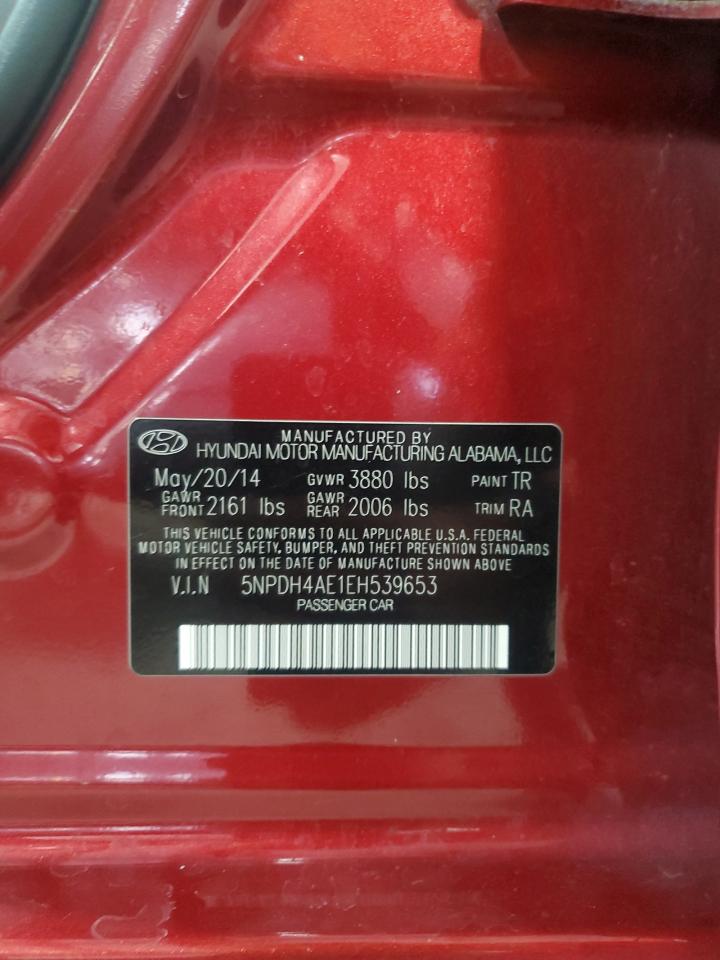 MANUFACTURED BY
HYUNDAI MOTOR MANUFACTURING ALABAMA, LLC
May/20/14 GVWR 3880 lbs PAINT TR
GAWR FRONT 2161 lbs GAWR REAR 2006 lbs TRIM RA
THIS VEHICLE CONFORMS TO ALL APPLICABLE U.S.A. FEDERAL
MOTOR VEHICLE SAFETY, BUMPER, AND THEFT PREVENTION STANDARDS
IN EFFECT ON THE DATE OF MANUFACTURE SHOWN ABOVE
V.I.N 5NPDH4AE1EH539653
PASSENGER CAR